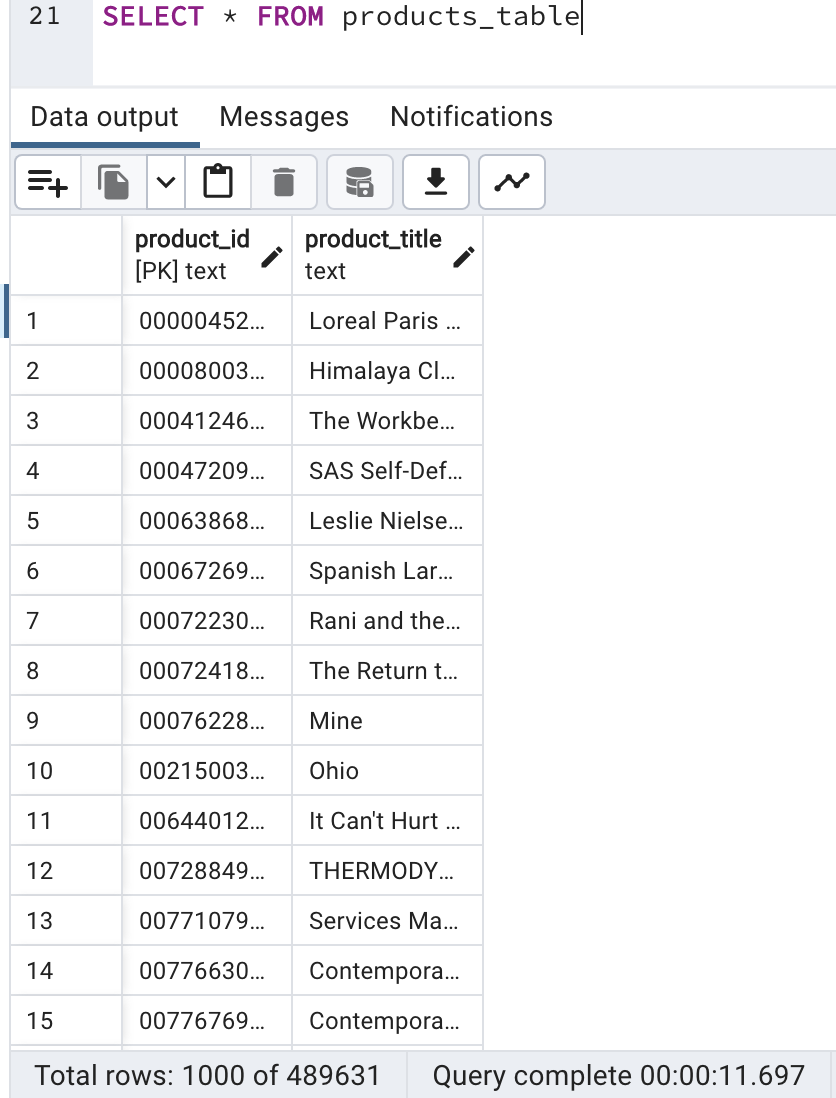 21 SELECT * FROM products_table
Data output Messages Notifications
product_id product_title
[PK] text text
1 00000452… Loreal Paris …
2 00008003… Himalaya Cl…
3 00041246… The Workbe…
4 00047209… SAS Self-Def…
5 00063868… Leslie Nielse…
6 00067269… Spanish Lar…
7 00072230… Rani and the…
8 00072418… The Return t…
9 00076228… Mine
10 00215003… Ohio
11 00644012… It Can't Hurt …
12 00728849… THERMODY…
13 00771079… Services Ma…
14 00776630… Contempora…
15 00776769… Contempora…
Total rows: 1000 of 489631 Query complete 00:00:11.697